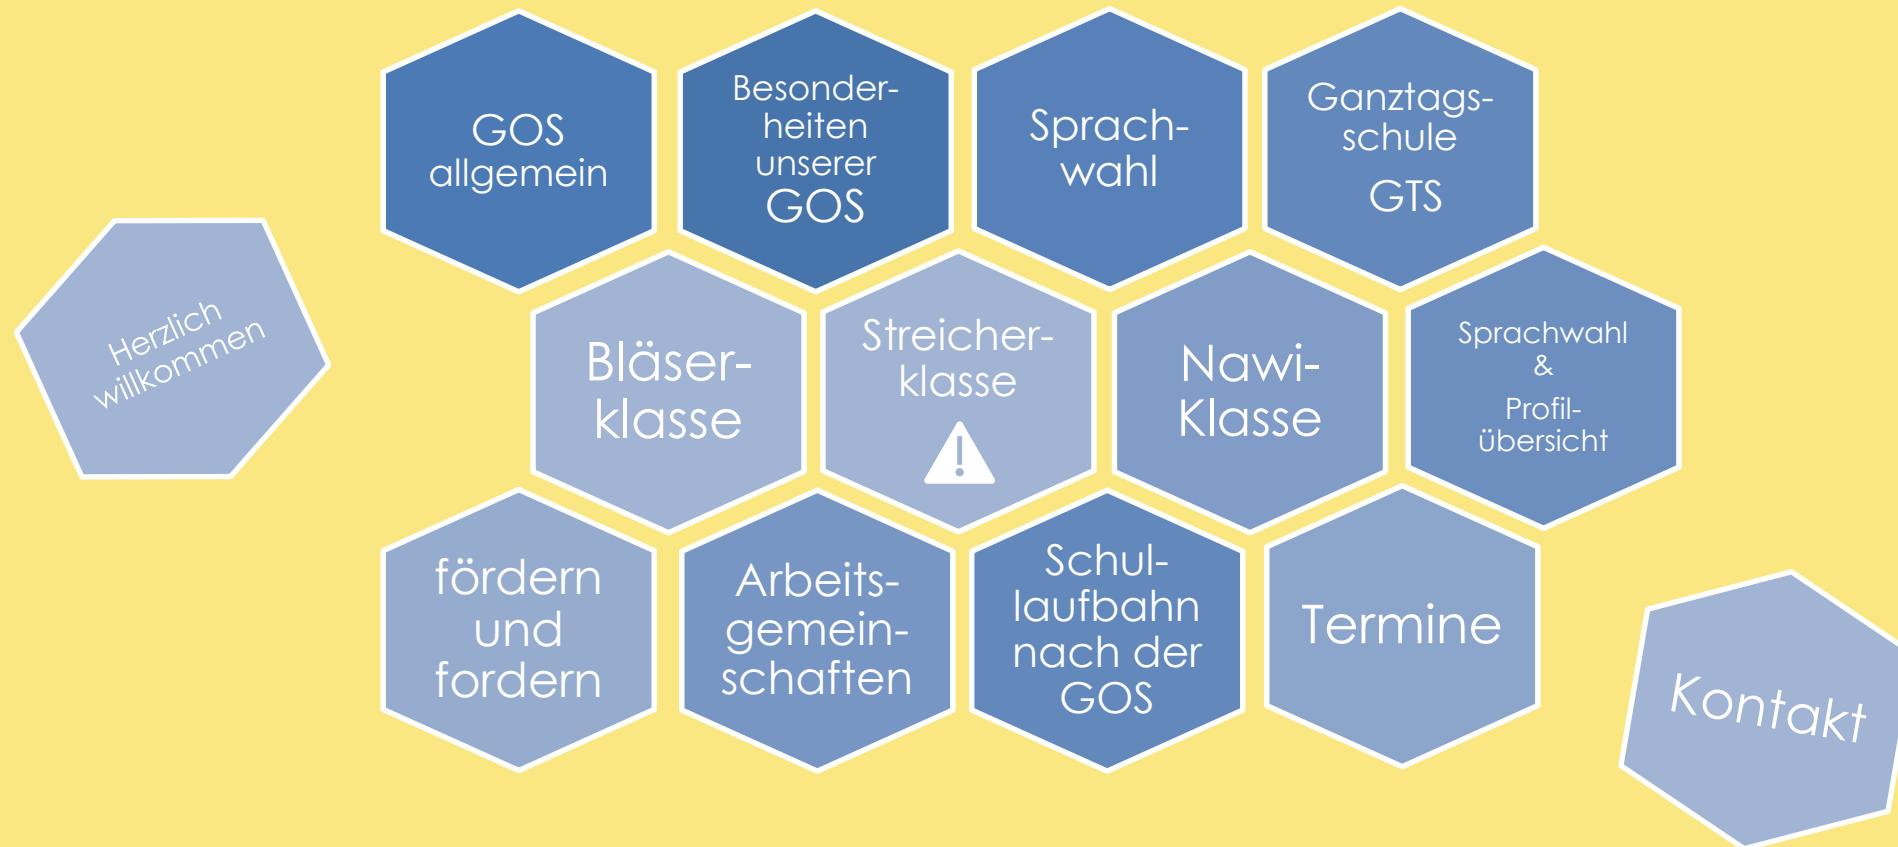 GOS
allgemein
Besonder-
heiten
unserer
GOS
Sprach-
wahl
Ganztags-
schule
GTS
Herzlich
willkommen
Bläser-
klasse
Streicher-
klasse
Nawi-
Klasse
Sprachwahl
&
Profil-
übersicht
fördern
und
fordern
Arbeits-
gemein-
schaften
Schul-
laufbahn
nach der
GOS
Termine
Kontakt